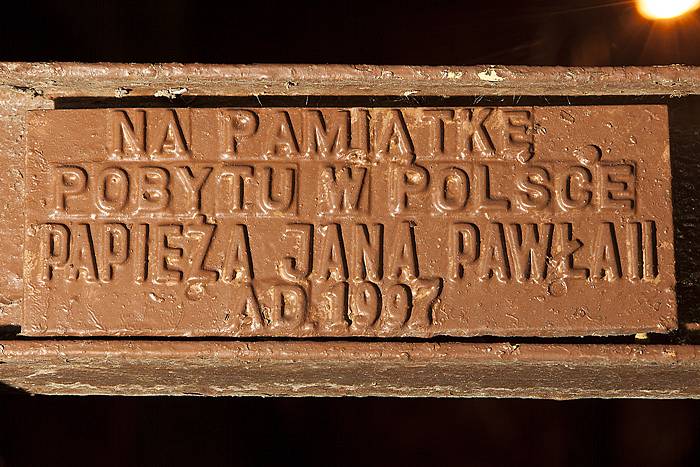 NA PAMIĄTKĘ
POBYTU W POLSCE
PAPIEŻA JANA PAWŁA II
A.D. 1997